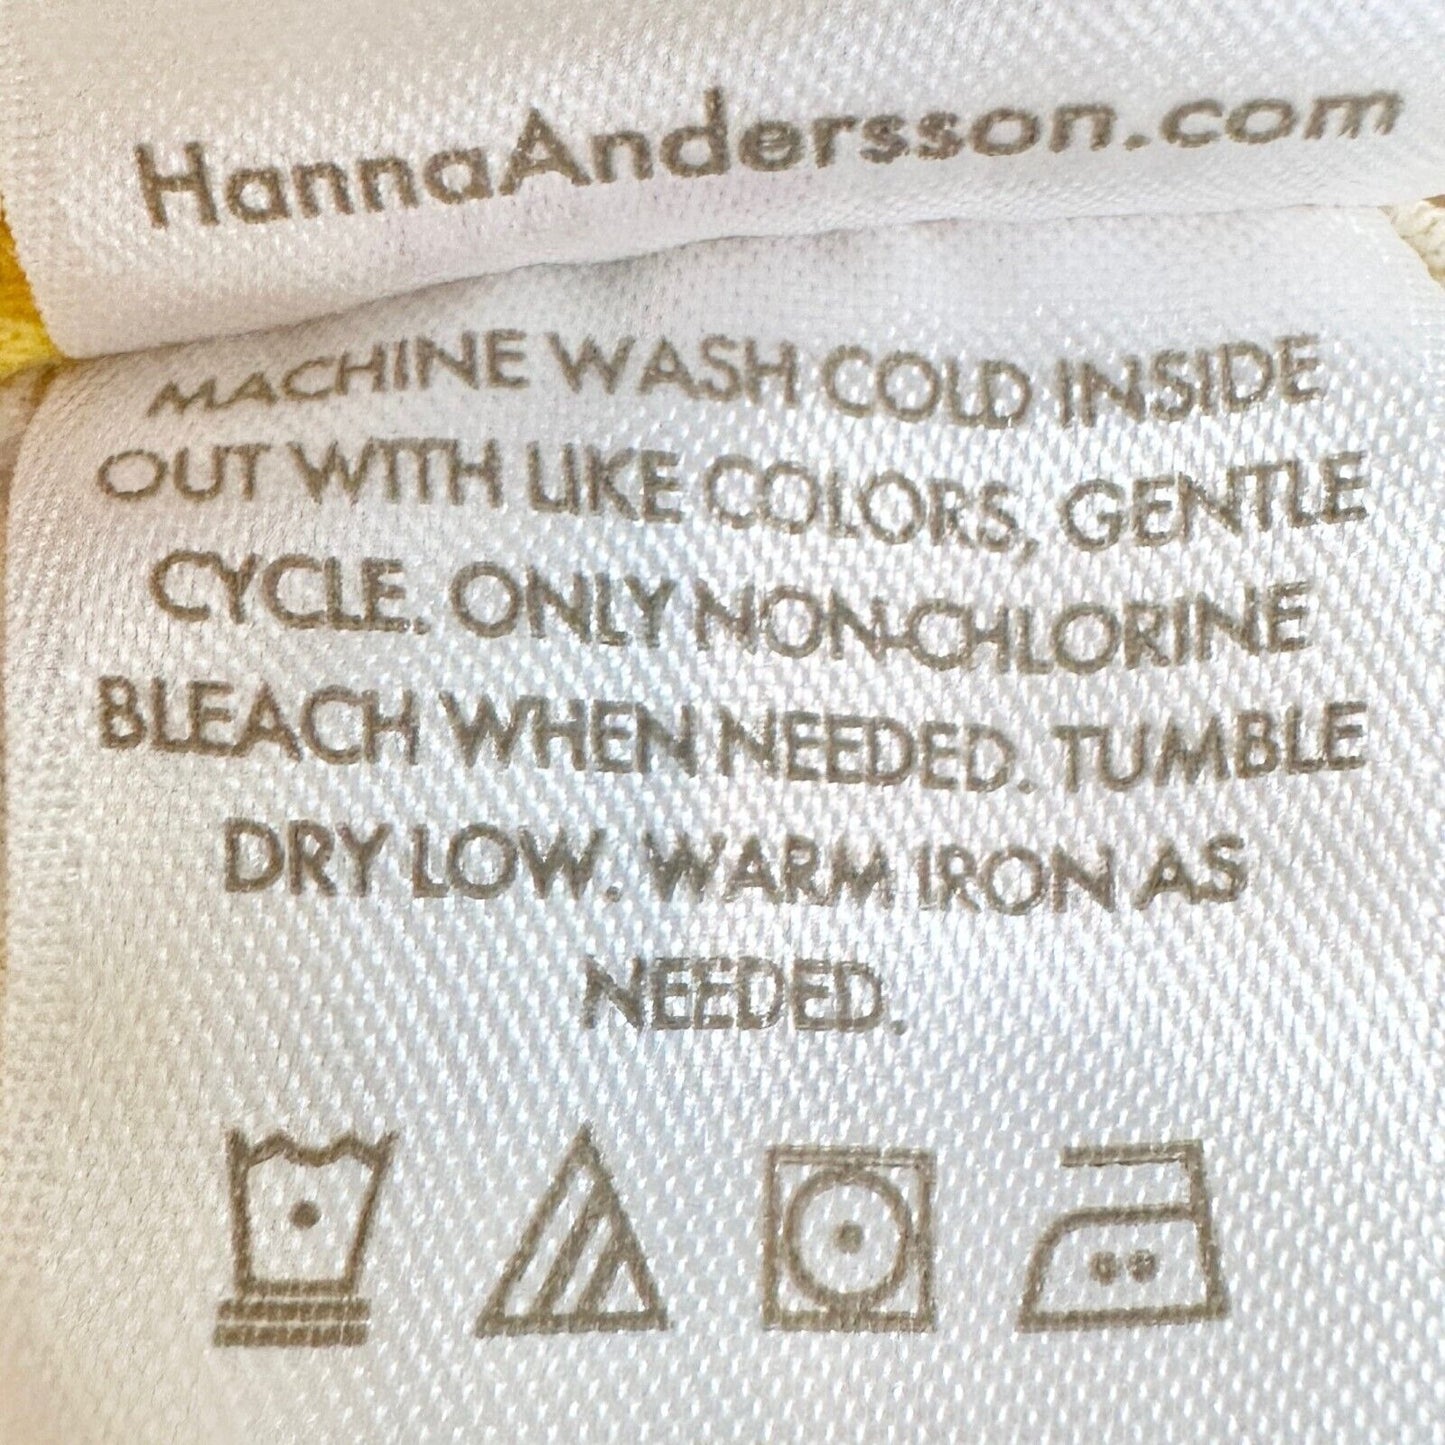 HannaAndersson.com
MACHINE WASH COLD INSIDE
OUT WITH LIKE COLORS, GENTLE
CYCLE. ONLY NON-CHLORINE
BLEACH WHEN NEEDED. TUMBLE
DRY LOW. WARM IRON AS
NEEDED.